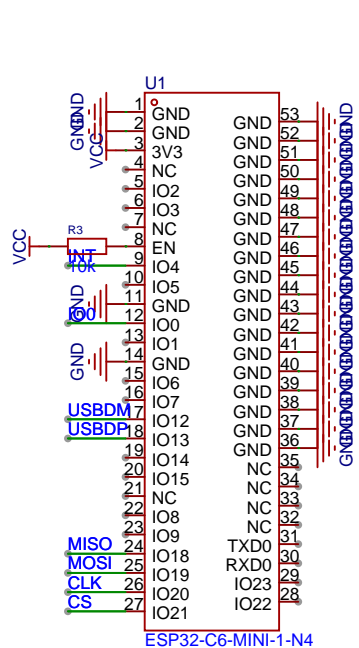 U1
1 GND
2 GND
3 3V3
4 NC
5 IO2
6 IO3
7 NC
8 EN
9 IO4
10 IO5
11 GND
12 IO0
13 IO1
14 GND
15 IO6
16 IO7
17 IO12
18 IO13
19 IO14
20 IO15
21 NC
22 IO8
23 IO9
24 IO18
25 IO19
26 IO20
27 IO21
GND 53
GND 52
GND 51
GND 50
GND 49
GND 48
GND 47
GND 46
GND 45
GND 44
GND 43
GND 42
GND 41
GND 40
GND 39
GND 38
GND 37
GND 36
NC 35
NC 34
NC 33
NC 32
TXD0 31
RXD0 30
IO23 29
IO22 28
GND
GND
VCC
VCC
R3
10k
INT
GND
IO0
GND
USBDM
USBDP
MISO
MOSI
CLK
CS
ESP32-C6-MINI-1-N4